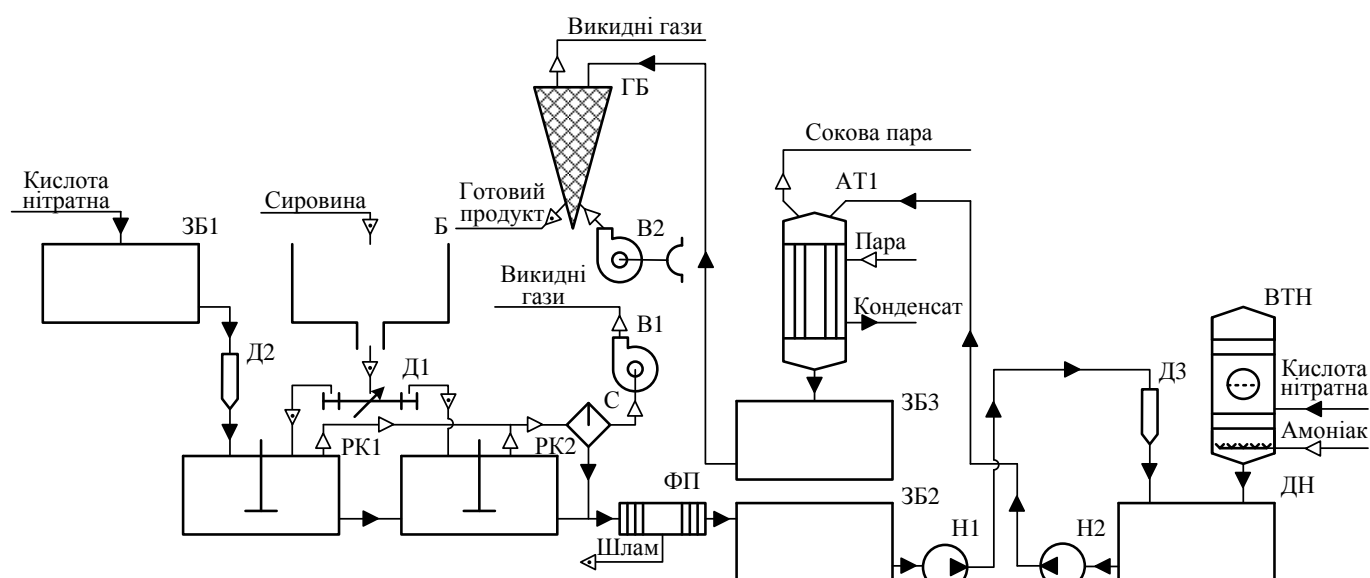 Викидні гази
ГБ
Сокова пара
АТ1
Кислота
нітратна
ЗБ1
Сировина
Б
Готовий
продукт
В2
Пара
Викидні
гази
В1
Конденсат
ВТН
Д2
Д1
С
Д3
Кислота
нітратна
ЗБ3
Амоніак
РК1
РК2
ФП
ЗБ2
ДН
Н1
Н2
Шлам